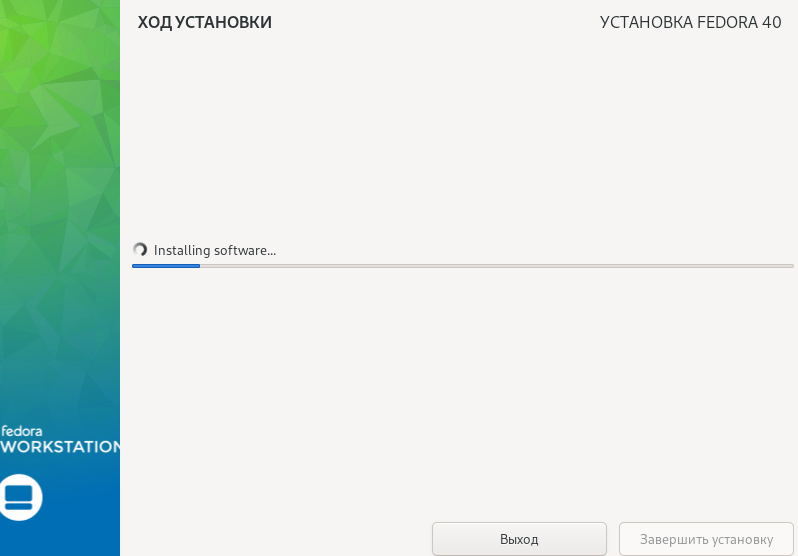 ХОД УСТАНОВКИ
УСТАНОВКА FEDORA 40
Installing software...
fedora
WORKSTATION
Выход
Завершить установку